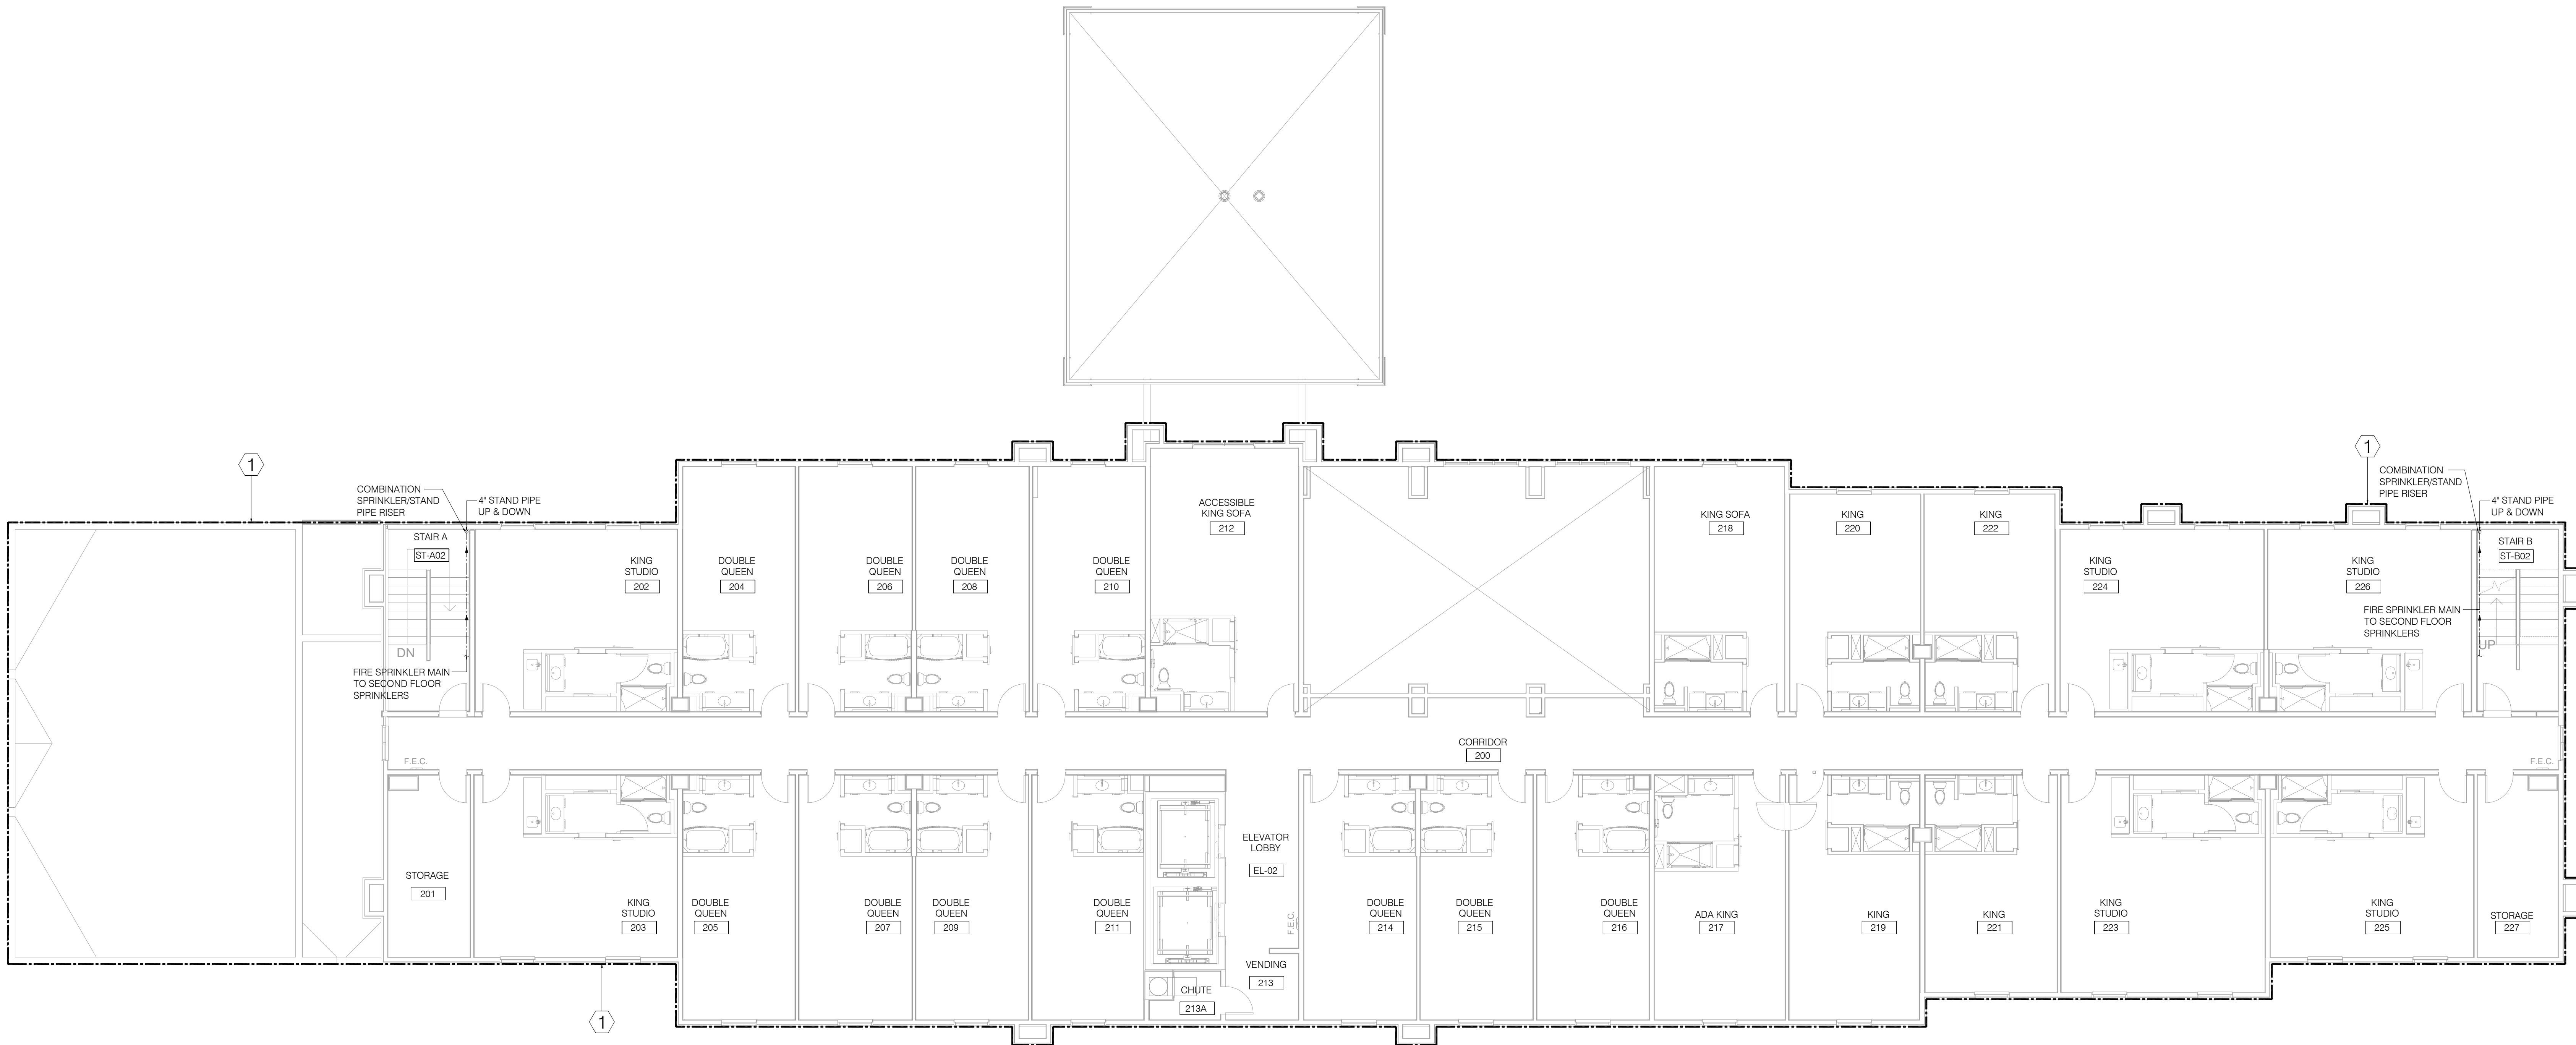 1
1
COMBINATION
SPRINKLER/STAND
PIPE RISER
4" STAND PIPE
UP & DOWN
STAIR A
ST-A02
DN
FIRE SPRINKLER MAIN
TO SECOND FLOOR
SPRINKLERS
KING
STUDIO
202
DOUBLE
QUEEN
204
DOUBLE
QUEEN
206
DOUBLE
QUEEN
208
DOUBLE
QUEEN
210
ACCESSIBLE
KING SOFA
212
KING SOFA
218
KING
220
KING
222
KING
STUDIO
224
KING
STUDIO
226
COMBINATION
SPRINKLER/STAND
PIPE RISER
4" STAND PIPE
UP & DOWN
STAIR B
ST-B02
FIRE SPRINKLER MAIN
TO SECOND FLOOR
SPRINKLERS
UP
CORRIDOR
200
F.E.C.
F.E.C.
STORAGE
201
KING
STUDIO
203
DOUBLE
QUEEN
205
DOUBLE
QUEEN
207
DOUBLE
QUEEN
209
DOUBLE
QUEEN
211
ELEVATOR
LOBBY
EL-02
F.E.C.
VENDING
213
CHUTE
213A
DOUBLE
QUEEN
214
DOUBLE
QUEEN
215
DOUBLE
QUEEN
216
ADA KING
217
KING
219
KING
221
KING
STUDIO
223
KING
STUDIO
225
STORAGE
227
1